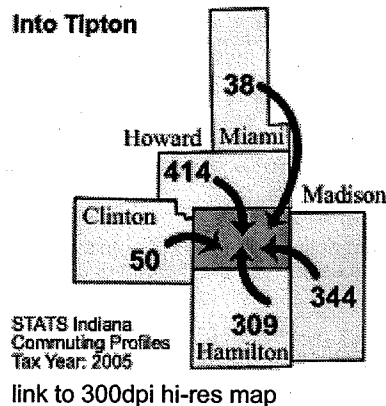 Into Tipton
38
Howard Miami
414
Madison
Clinton
50
344
309
STATS Indiana
Commuting Profiles
Tax Year: 2005
Hamilton
link to 300dpi hi-res map